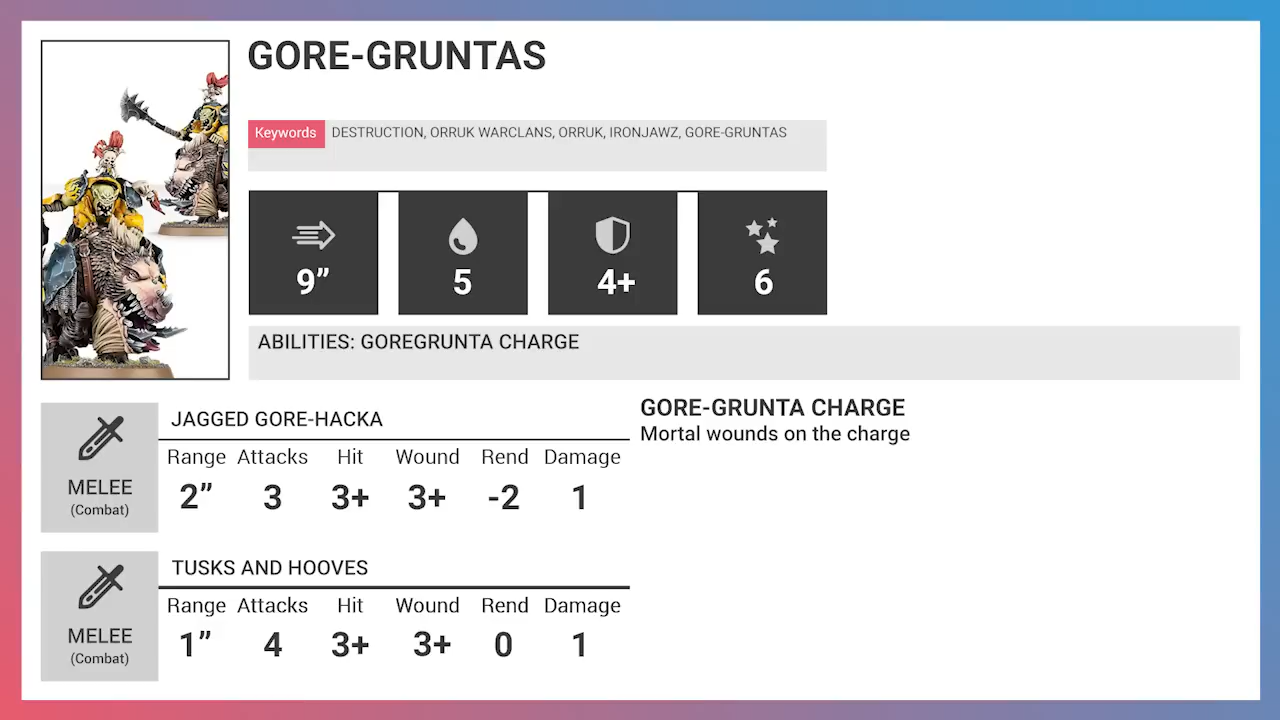 GORE-GRUNTAS
Keywords DESTRUCTION, ORRUK WARCLANS, ORRUK, IRONJAWZ, GORE-GRUNTAS
9” 5 4+ 6
ABILITIES: GOREGRUNTA CHARGE
JAGGED GORE-HACKA
Range Attacks Hit Wound Rend Damage
2” 3 3+ 3+ -2 1
MELEE
(Combat)
GORE-GRUNTA CHARGE
Mortal wounds on the charge
TUSKS AND HOOVES
Range Attacks Hit Wound Rend Damage
1” 4 3+ 3+ 0 1
MELEE
(Combat)